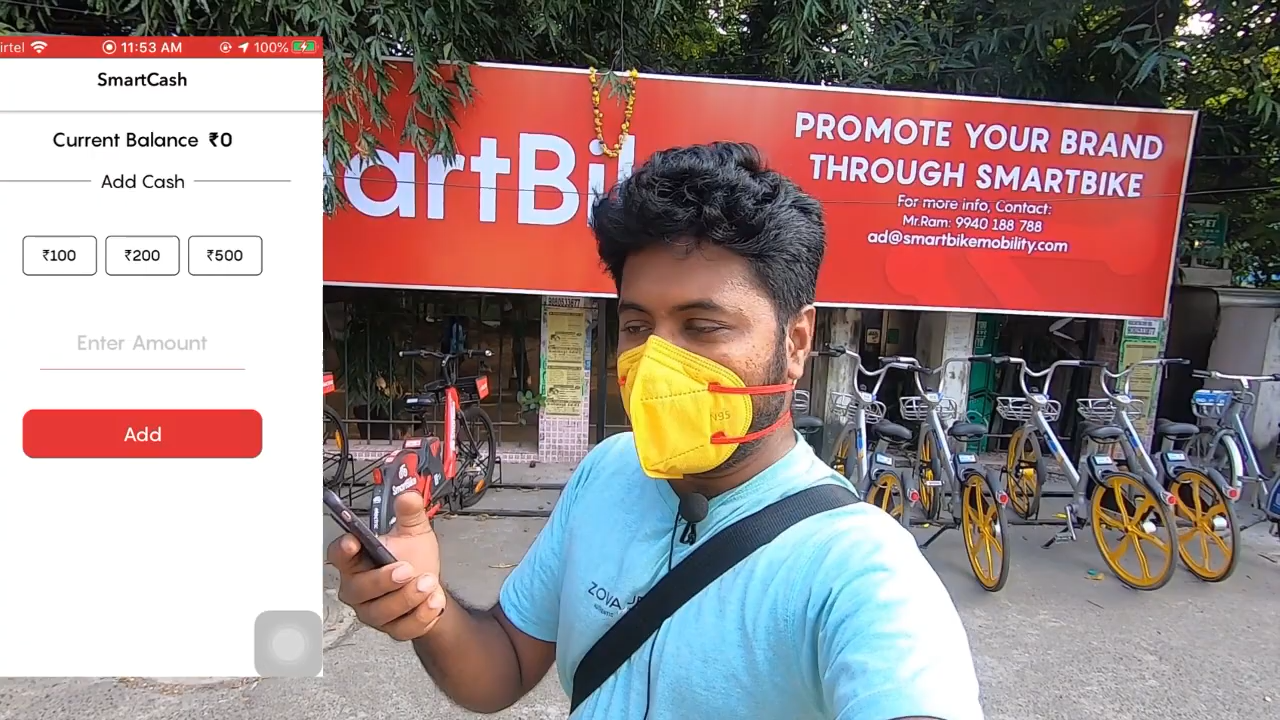 irtel 11:53 AM 100%
SmartCash
Current Balance ₹0
Add Cash
₹100 ₹200 ₹500
Enter Amount
Add
artBi
PROMOTE YOUR BRAND
THROUGH SMARTBIKE
For more info, Contact:
Mr.Ram: 9940 188 788
ad@smartbikemobility.com
N95
ZOVA
SmartBike